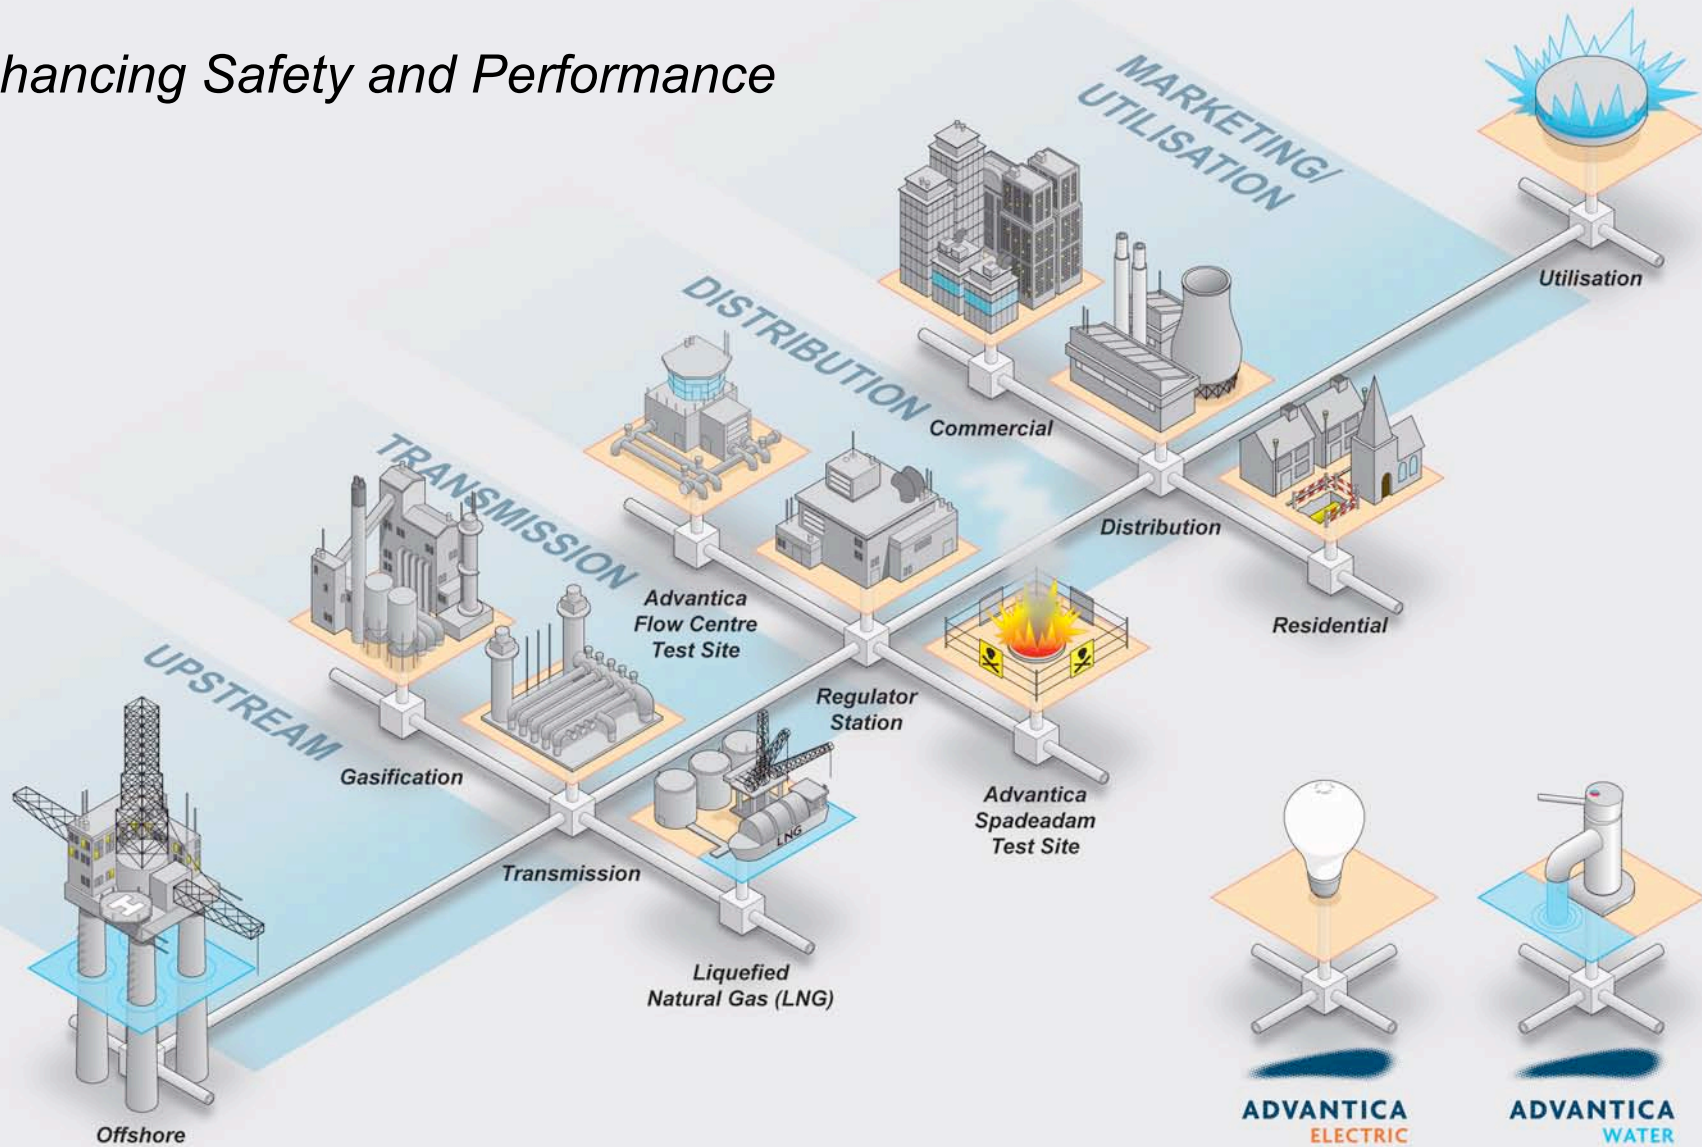 hancing Safety and Performance
MARKETING/
UTILISATION
Utilisation
DISTRIBUTION
Commercial
Distribution
Residential
TRANSMISSION
Advantica
Flow Centre
Test Site
Regulator
Station
Advantica
Spadeadam
Test Site
UPSTREAM
Gasification
Transmission
LNG
Liquefied
Natural Gas (LNG)
H
Offshore
ADVANTICA
ELECTRIC
ADVANTICA
WATER